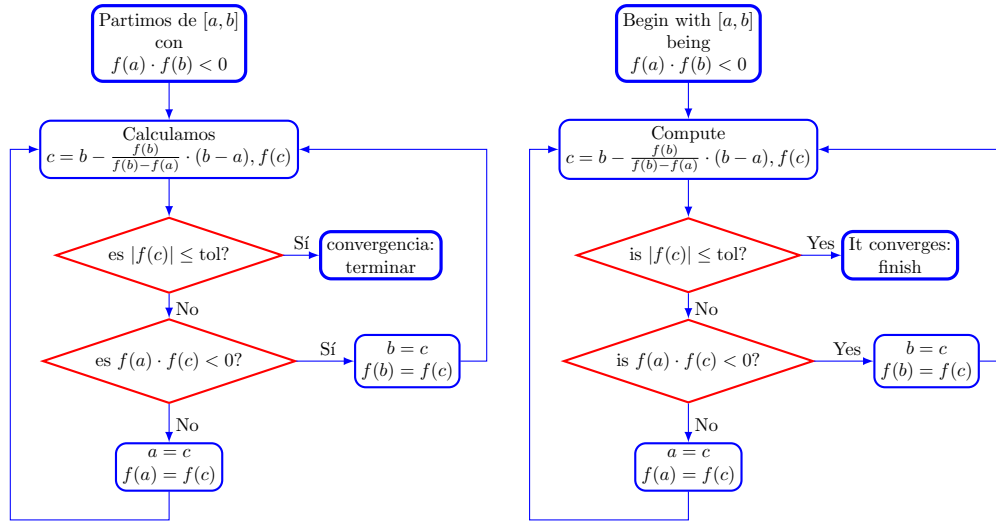 Partimos de [a, b]
con
f(a) · f(b) < 0
Calculamos
c = b − f(b)/(f(b)−f(a)) · (b − a), f(c)
es |f(c)| ≤ tol?
Sí
convergencia:
terminar
No
es f(a) · f(c) < 0?
Sí
b = c
f(b) = f(c)
No
a = c
f(a) = f(c)
Begin with [a, b]
being
f(a) · f(b) < 0
Compute
c = b − f(b)/(f(b)−f(a)) · (b − a), f(c)
is |f(c)| ≤ tol?
Yes
It converges:
finish
No
is f(a) · f(c) < 0?
Yes
b = c
f(b) = f(c)
No
a = c
f(a) = f(c)